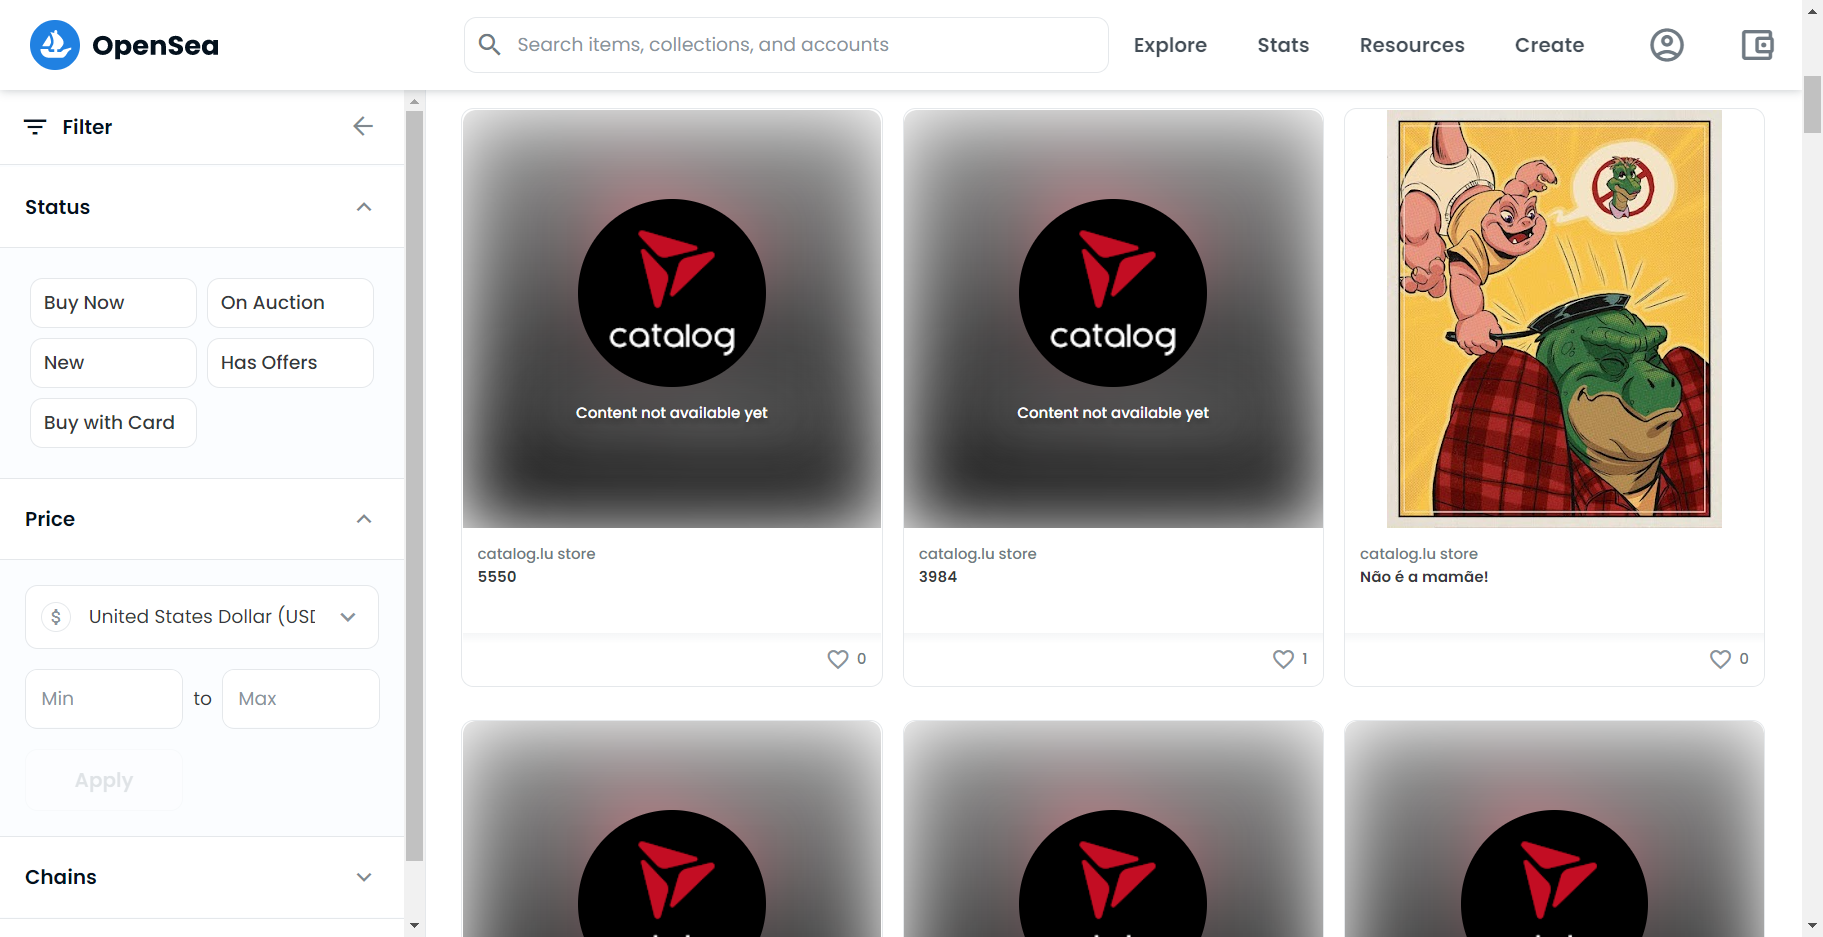 OpenSea
Search items, collections, and accounts
Explore
Stats
Resources
Create
Filter
Status
Buy Now
On Auction
New
Has Offers
Buy with Card
Price
$
United States Dollar (USD
Min
to
Max
Apply
Chains
catalog
Content not available yet
catalog.lu store
5550
0
catalog
Content not available yet
catalog.lu store
3984
1
catalog.lu store
Não é a mamãe!
0